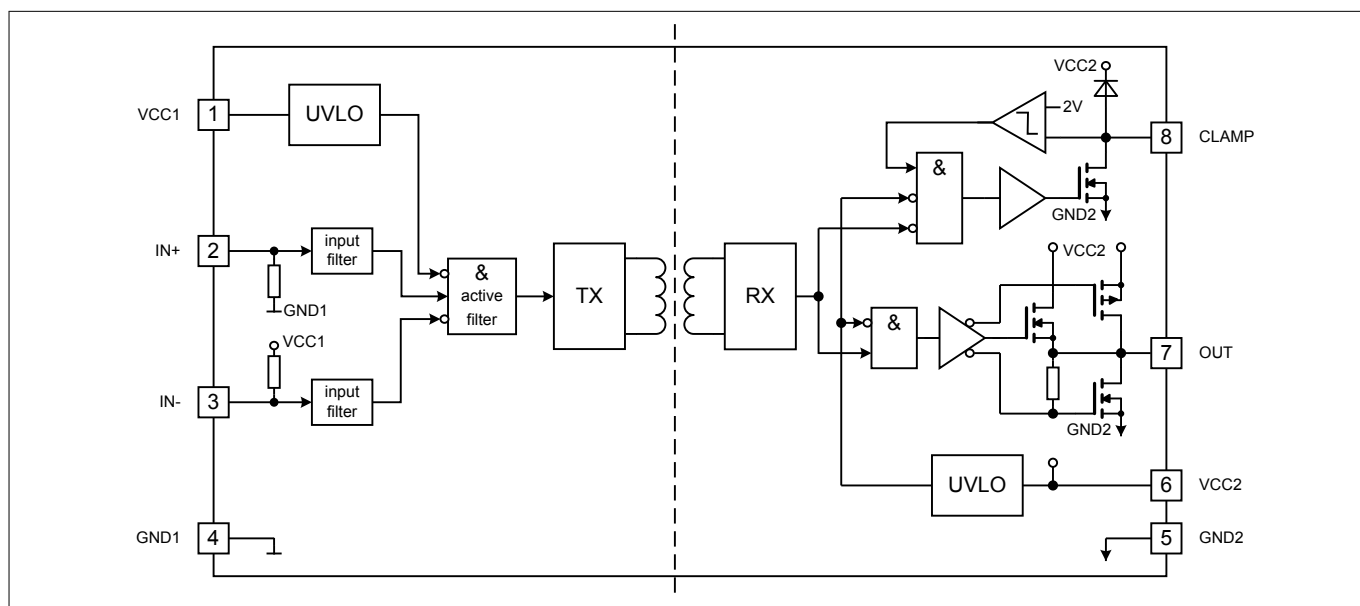 VCC1
1
UVLO
IN+
2
input
filter
GND1
VCC1
IN-
3
input
filter
GND1
4
&
active
filter
TX
RX
VCC2
2V
8
CLAMP
&
GND2
VCC2
&
7
OUT
GND2
UVLO
6
VCC2
5
GND2